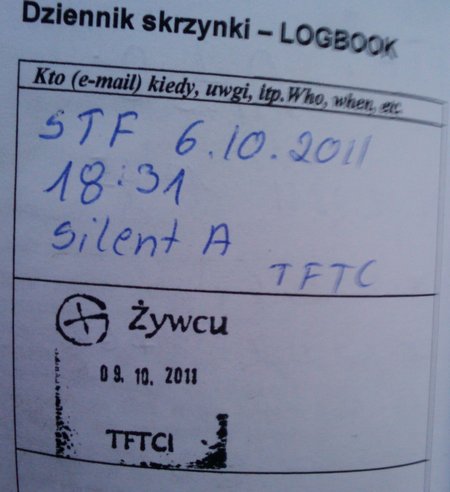 Dziennik skrzynki – LOGBOOK
Kto (e-mail) kiedy, uwgi, itp. Who, when, etc
STF 6.10.2011
18:31
Silent A
TFTC
Żywcu
09. 10. 2011
TFTC!